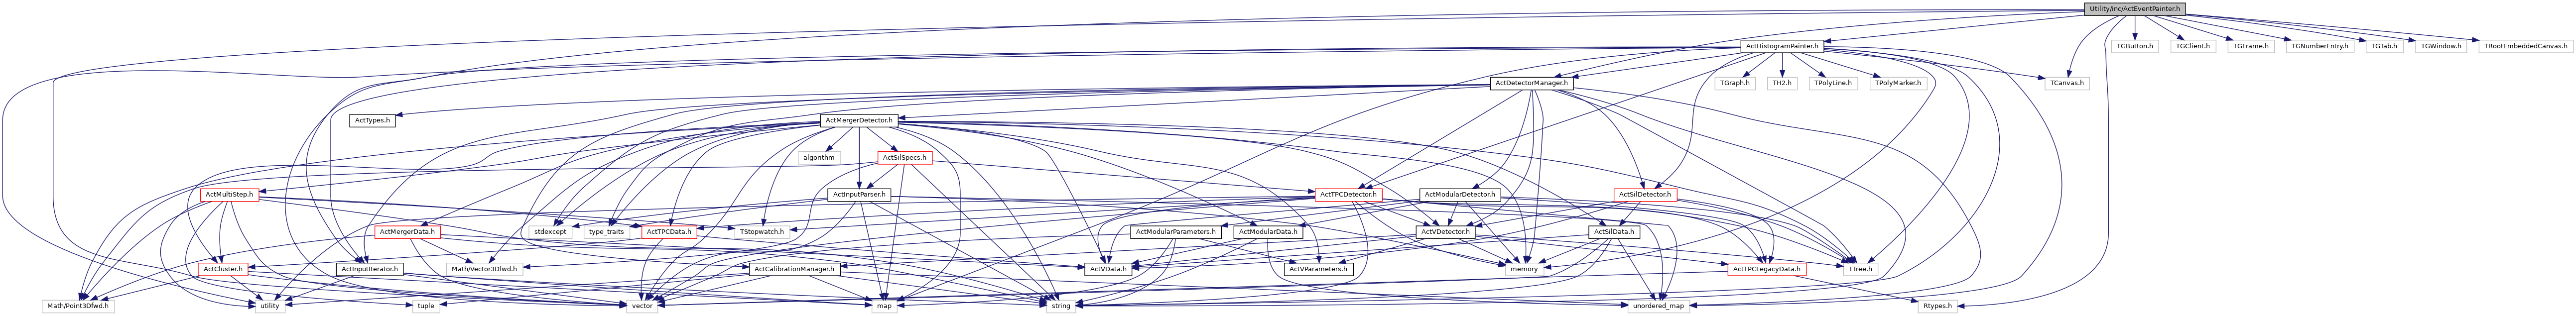 Utility/inc/ActEventPainter.h
ActHistogramPainter.h
TGButton.h
TGClient.h
TGFrame.h
TGNumberEntry.h
TGTab.h
TGWindow.h
TRootEmbeddedCanvas.h
ActDetectorManager.h
TGraph.h
TH2.h
TPolyLine.h
TPolyMarker.h
TCanvas.h
ActTypes.h
ActMergerDetector.h
algorithm
ActSilSpecs.h
ActMultiStep.h
ActInputParser.h
ActTPCDetector.h
ActModularDetector.h
ActSilDetector.h
ActMergerData.h
stdexcept
type_traits
ActTPCData.h
TStopwatch.h
ActModularParameters.h
ActModularData.h
ActVDetector.h
ActSilData.h
ActCluster.h
ActInputIterator.h
Math/Vector3Dfwd.h
ActCalibrationManager.h
ActVData.h
ActVParameters.h
memory
ActTPCLegacyData.h
TTree.h
Math/Point3Dfwd.h
utility
tuple
vector
map
string
unordered_map
Rtypes.h